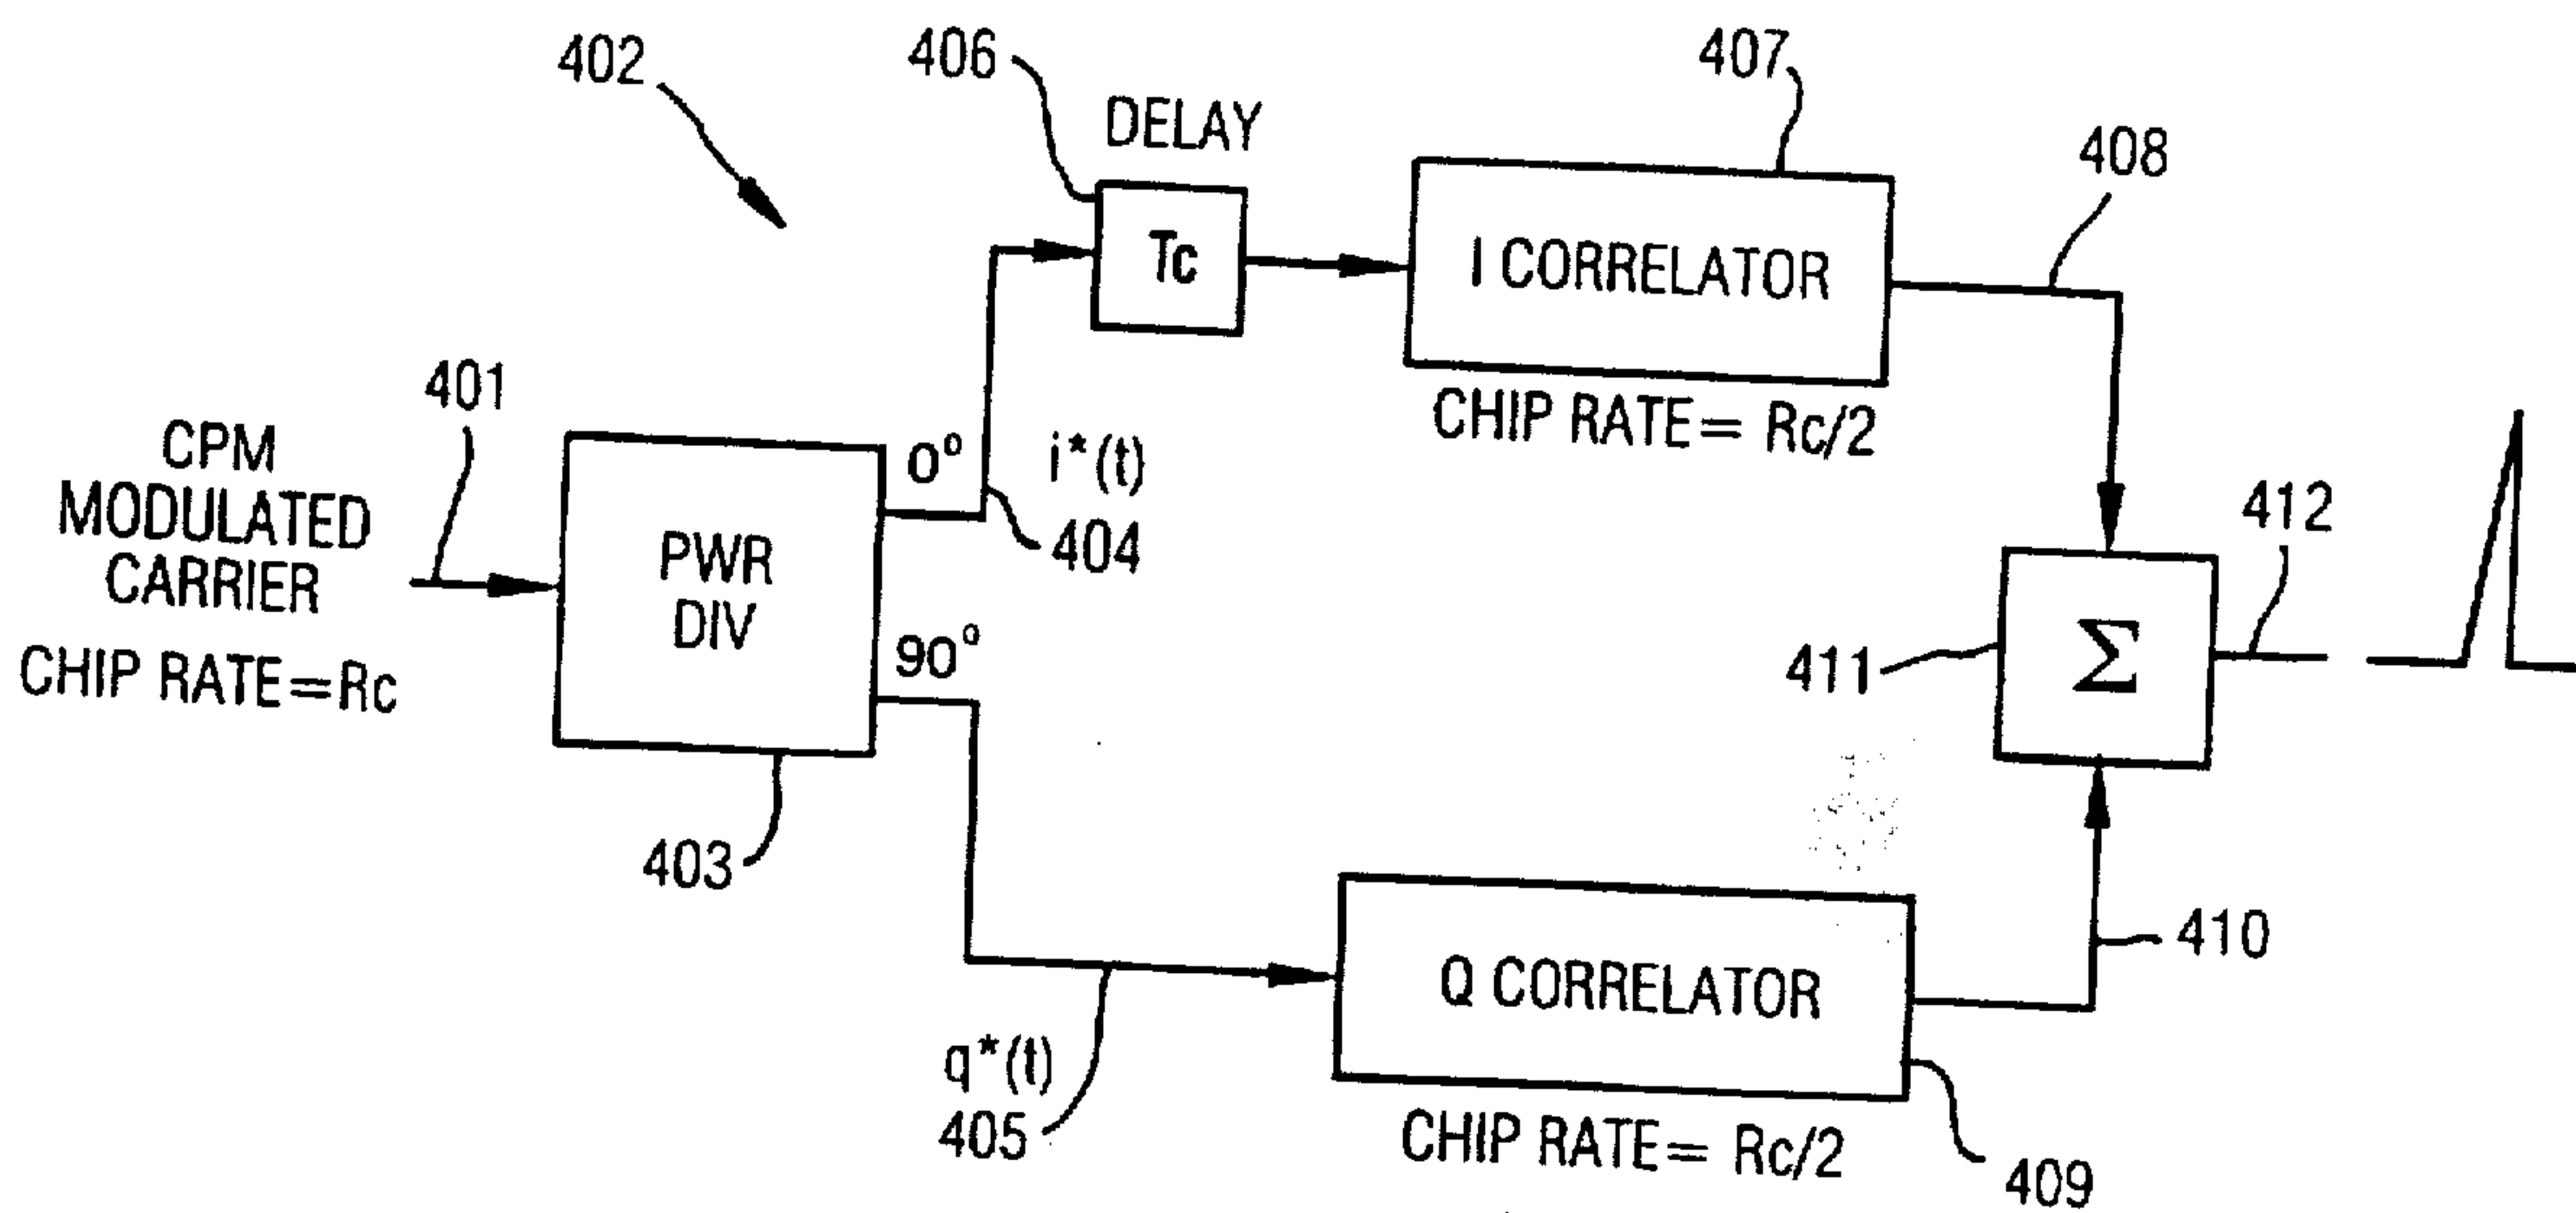 402
406
DELAY
Tc
407
I CORRELATOR
CHIP RATE= Rc/2
408
401
CPM
MODULATED
CARRIER
CHIP RATE=Rc
PWR
DIV
0°
i*(t)
404
90°
403
412
411
Σ
410
q*(t)
405
Q CORRELATOR
CHIP RATE= Rc/2
409